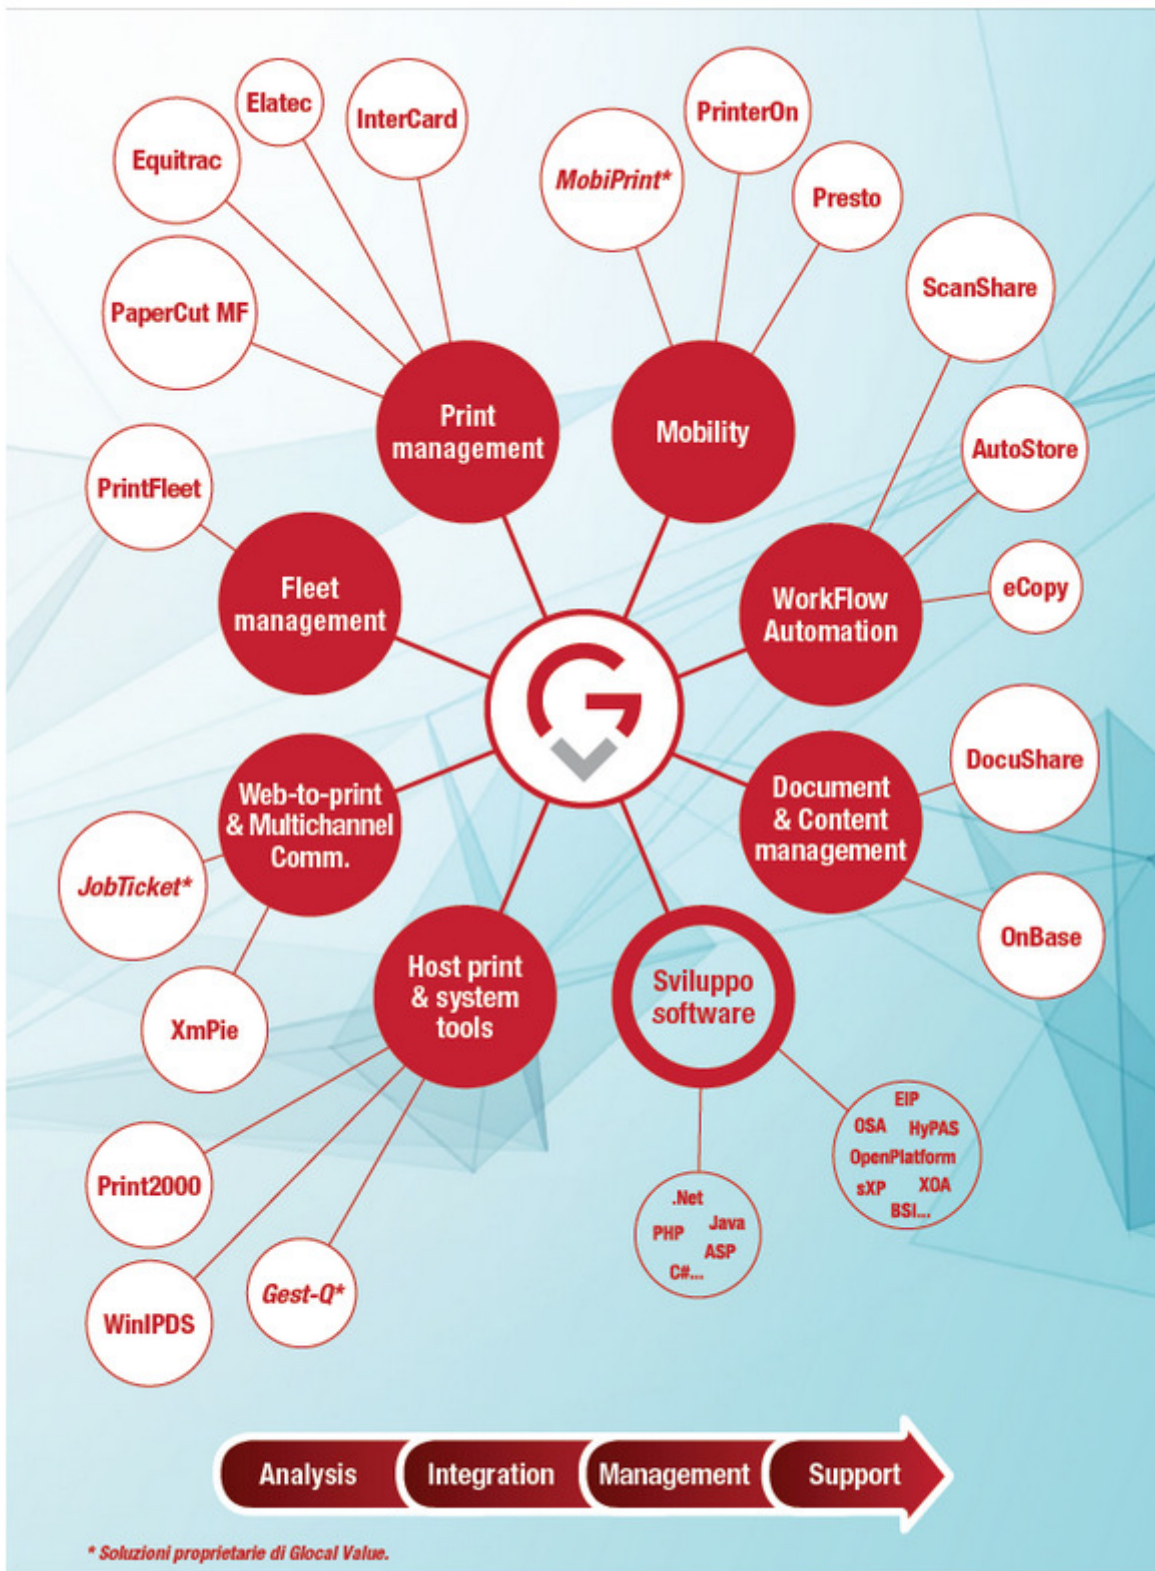 Elatec
InterCard
Equitrac
PaperCut MF
Print
management
MobiPrint*
PrinterOn
Presto
Mobility
ScanShare
AutoStore
eCopy
WorkFlow
Automation
PrintFleet
Fleet
management
G
DocuShare
OnBase
Document
& Content
management
Web-to-print
& Multichannel
Comm.
JobTicket*
XmPie
Host print
& system
tools
Print2000
WinIPDS
Gest-Q*
Sviluppo
software
.Net
PHP Java
ASP
C#...
EIP
OSA HyPAS
OpenPlatform
sXP XOA
BSI...
Analysis Integration Management Support
* Soluzioni proprietarie di Glocal Value.